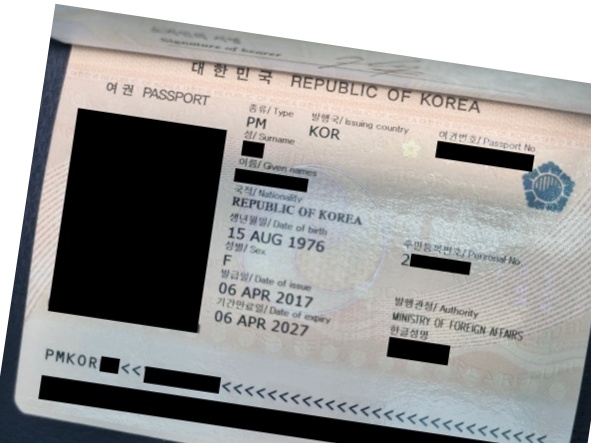 Signature of bearer
대한민국 REPUBLIC OF KOREA
여권 PASSPORT
종류/Type 발행국/Issuing country 여권번호/Passport No
PM KOR
성/Surname
이름/Given names
국적/Nationality
REPUBLIC OF KOREA
생년월일/Date of birth 주민등록번호/Personal No
15 AUG 1976 2
성별/Sex
F
발급일/Date of issue 발행관청/Authority
06 APR 2017 MINISTRY OF FOREIGN AFFAIRS
기간만료일/Date of expiry 한글성명
06 APR 2027
PMKOR << <<<<<<<<<<<<<<<<<<<<<<<<<<<<